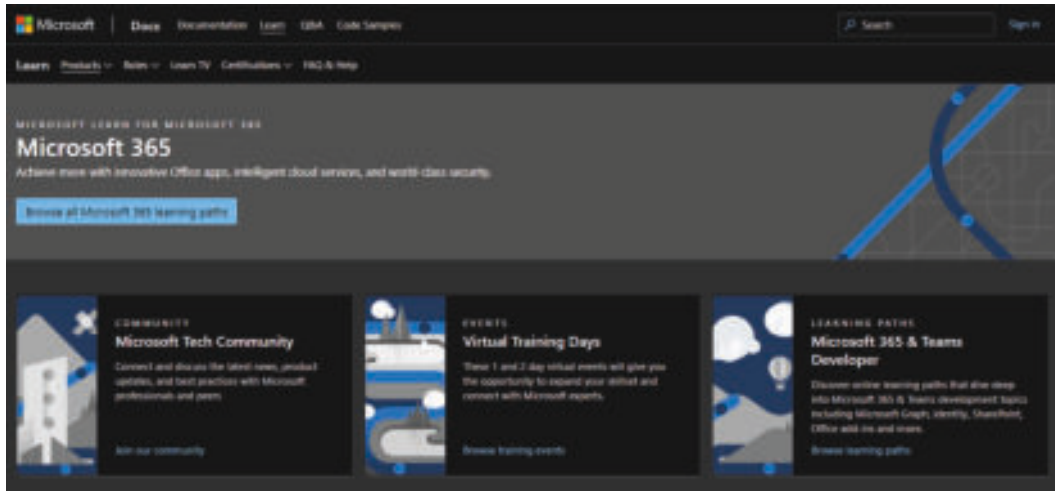 Microsoft Docs Documentation Learn Q&A Code Samples Search Sign in
Learn Products Roles Learn TV Certifications FAQ & Help
MICROSOFT LEARN FOR MICROSOFT 365
Microsoft 365
Achieve more with innovative Office apps, intelligent cloud services, and world-class security.
Browse all Microsoft 365 learning paths
COMMUNITY
Microsoft Tech Community
Connect and discuss the latest news, product
updates, and best practices with Microsoft
professionals and peers.
Join our community
EVENTS
Virtual Training Days
These 1 and 2 day virtual events will give you
the opportunity to expand your skillset and
connect with Microsoft experts.
Browse training events
LEARNING PATHS
Microsoft 365 & Teams
Developer
Discover online learning paths that dive deep
into Microsoft 365 & Teams development topics
including Microsoft Graph, identity, SharePoint,
Office add-ins and more.
Browse learning paths